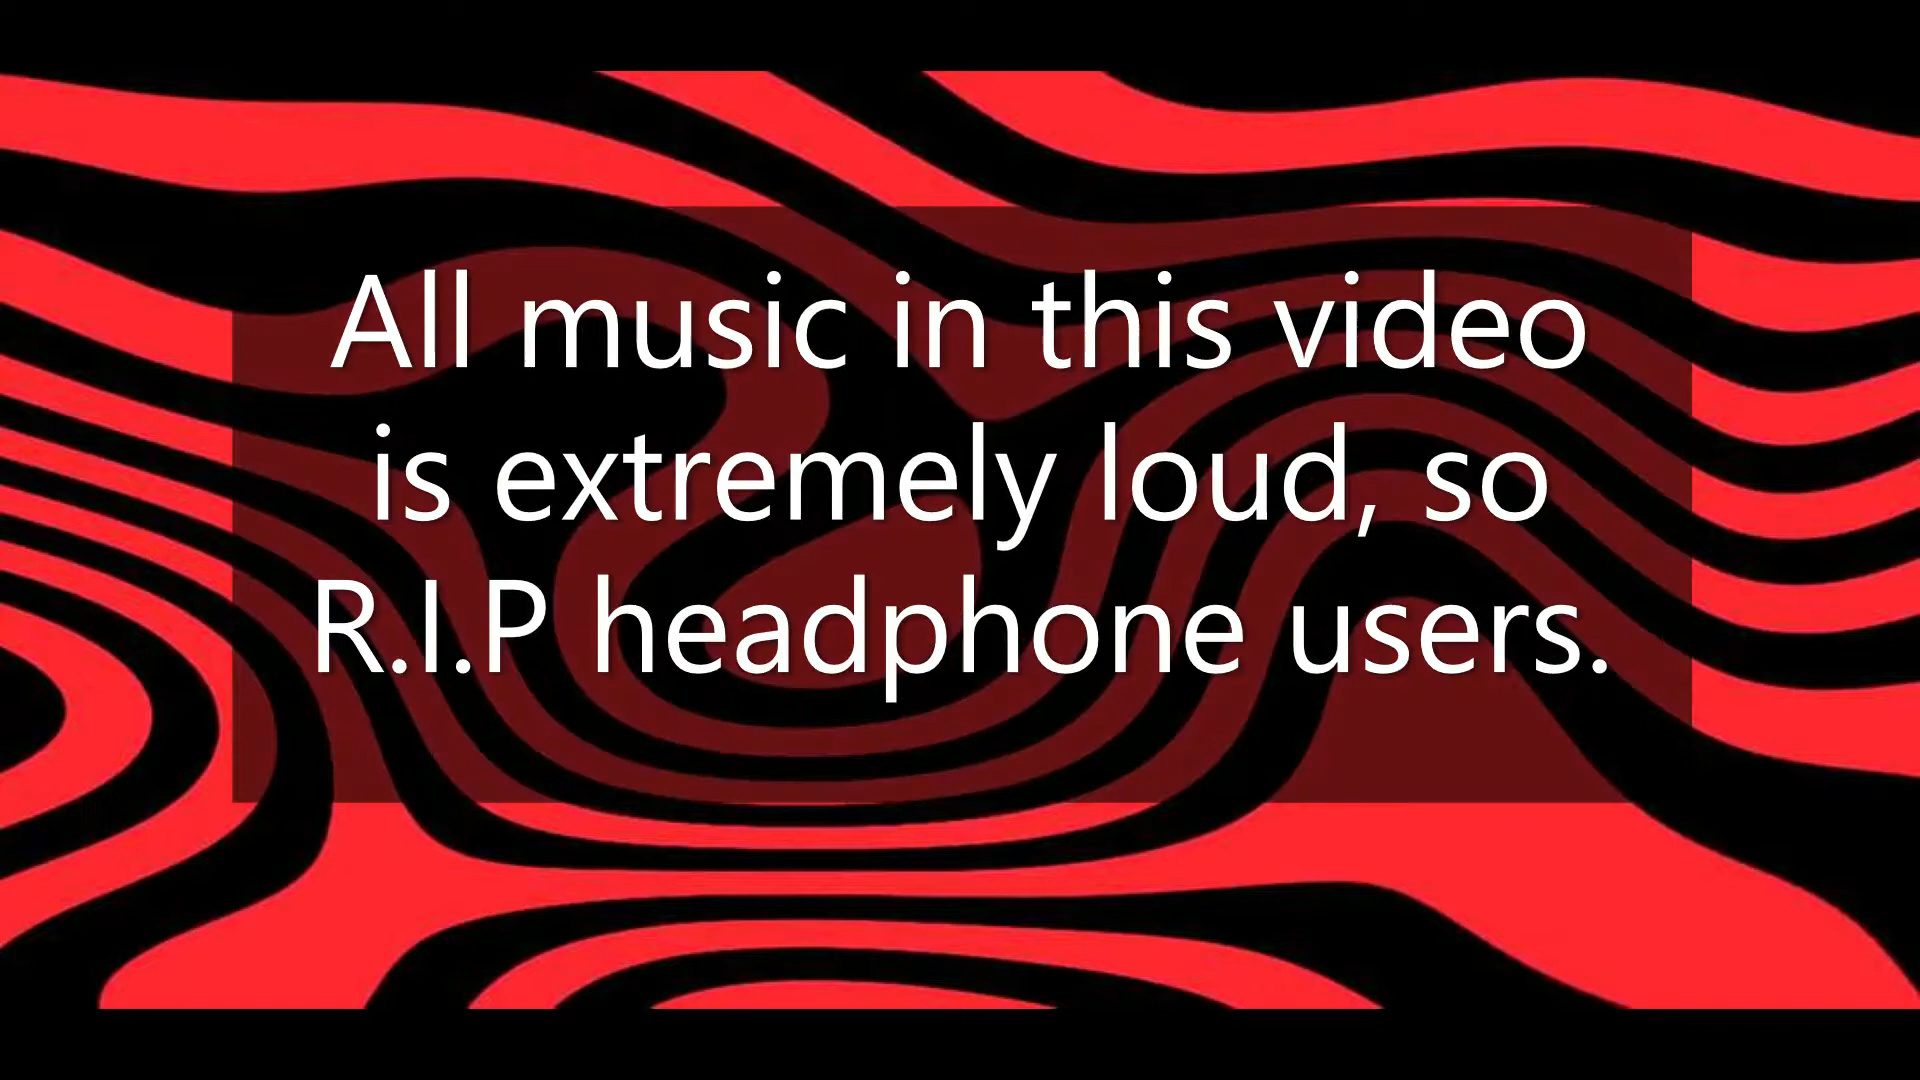 All music in this video
is extremely loud, so
R.I.P headphone users.